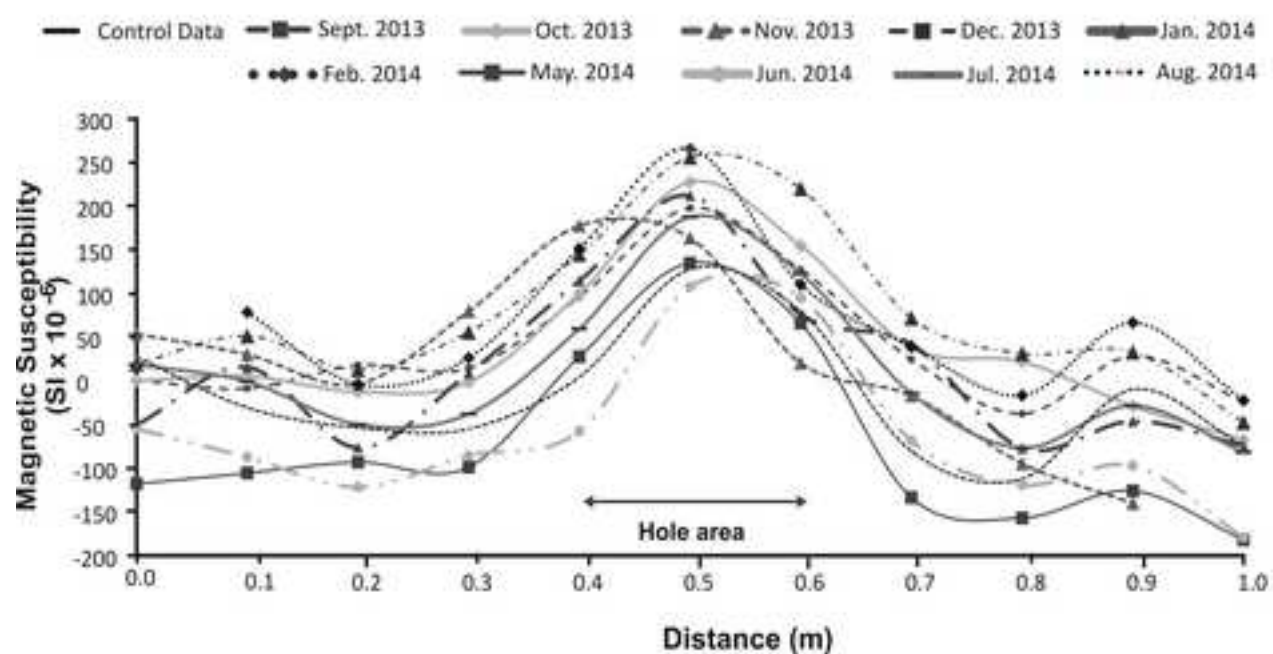 Control Data Sept. 2013 Oct. 2013 Nov. 2013 Dec. 2013 Jan. 2014
Feb. 2014 May. 2014 Jun. 2014 Jul. 2014 Aug. 2014
Magnetic Susceptibility
(SI x 10 -6)
300
250
200
150
100
50
0
-50
-100
-150
-200
Hole area
0.0 0.1 0.2 0.3 0.4 0.5 0.6 0.7 0.8 0.9 1.0
Distance (m)